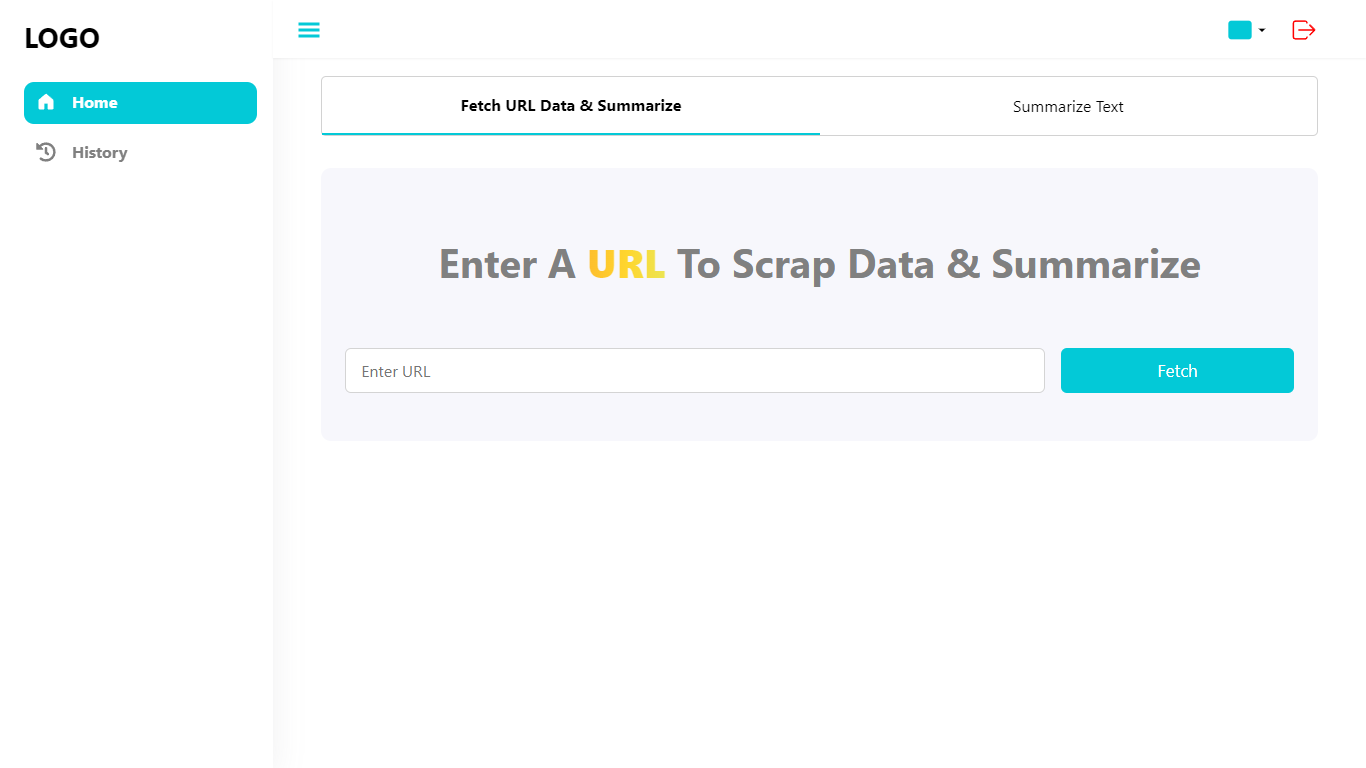 LOGO
Home
History
Fetch URL Data & Summarize
Summarize Text
Enter A URL To Scrap Data & Summarize
Enter URL
Fetch